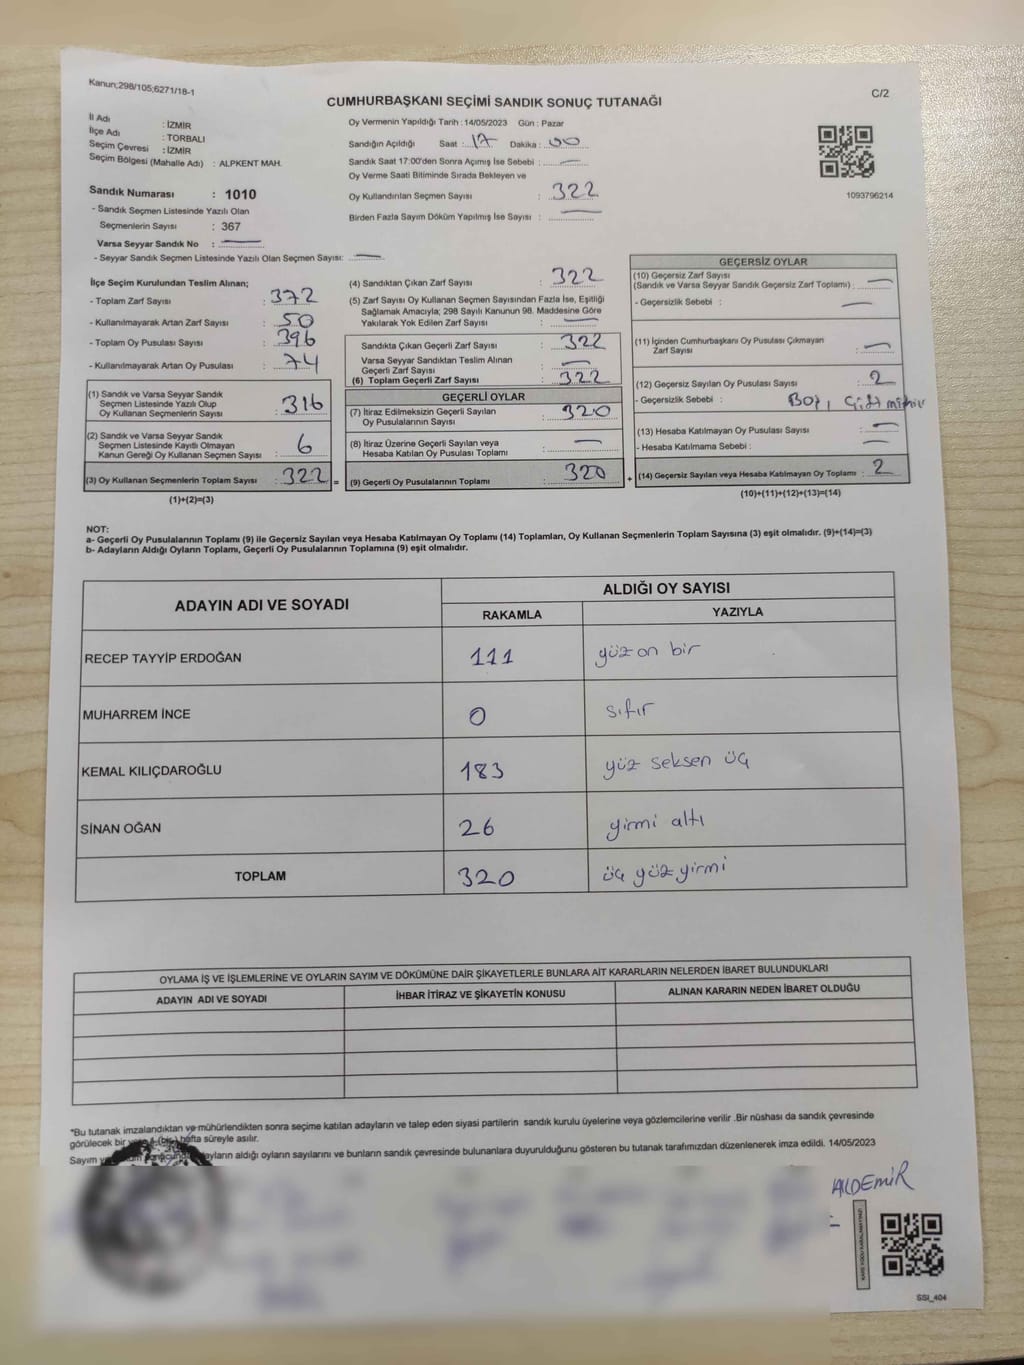 Kanun;298/105;6271/18-1
C/2
CUMHURBAŞKANI SEÇİMİ SANDIK SONUÇ TUTANAĞI
İl Adı : İZMİR
İlçe Adı : TORBALI
Seçim Çevresi : İZMİR
Seçim Bölgesi (Mahalle Adı) : ALPKENT MAH.
Sandık Numarası : 1010
- Sandık Seçmen Listesinde Yazılı Olan
Seçmenlerin Sayısı : 367
Varsa Seyyar Sandık No : —
- Seyyar Sandık Seçmen Listesinde Yazılı Olan Seçmen Sayısı: —
Oy Vermenin Yapıldığı Tarih : 14/05/2023 Gün : Pazar
Sandığın Açıldığı Saat : 17 Dakika : 00
Sandık Saat 17:00'den Sonra Açımış İse Sebebi : —
Oy Verme Saati Bitiminde Sırada Bekleyen ve
Oy Kullandırılan Seçmen Sayısı : 322
Birden Fazla Sayım Döküm Yapılmış İse Sayısı : —
1093796214
İlçe Seçim Kurulundan Teslim Alınan;
- Toplam Zarf Sayısı : 372
- Kullanılmayarak Artan Zarf Sayısı : 50
- Toplam Oy Pusulası Sayısı : 396
- Kullanılmayarak Artan Oy Pusulası : 74
(1) Sandık ve Varsa Seyyar Sandık
Seçmen Listesinde Yazılı Olup
Oy Kullanan Seçmenlerin Sayısı : 316
(2) Sandık ve Varsa Seyyar Sandık
Seçmen Listesinde Kayıtlı Olmayan
Kanun Gereği Oy Kullanan Seçmen Sayısı : 6
(3) Oy Kullanan Seçmenlerin Toplam Sayısı : 322 =
(1)+(2)=(3)
(4) Sandıktan Çıkan Zarf Sayısı : 322
(5) Zarf Sayısı Oy Kullanan Seçmen Sayısından Fazla İse, Eşitliği
Sağlamak Amacıyla; 298 Sayılı Kanunun 98. Maddesine Göre
Yakılarak Yok Edilen Zarf Sayısı : —
Sandıkta Çıkan Geçerli Zarf Sayısı : 322
Varsa Seyyar Sandıktan Teslim Alınan
Geçerli Zarf Sayısı : —
(6) Toplam Geçerli Zarf Sayısı : 322
GEÇERLİ OYLAR
(7) İtiraz Edilmeksizin Geçerli Sayılan
Oy Pusulalarının Sayısı : 320
(8) İtiraz Üzerine Geçerli Sayılan veya
Hesaba Katılan Oy Pusulası Toplamı : —
(9) Geçerli Oy Pusulalarının Toplamı : 320 +
GEÇERSİZ OYLAR
(10) Geçersiz Zarf Sayısı
(Sandık ve Varsa Seyyar Sandık Geçersiz Zarf Toplamı) : —
- Geçersizlik Sebebi : —
(11) İçinden Cumhurbaşkanı Oy Pusulası Çıkmayan
Zarf Sayısı : —
(12) Geçersiz Sayılan Oy Pusulası Sayısı : 2
- Geçersizlik Sebebi : Boş, Çift mühür
(13) Hesaba Katılmayan Oy Pusulası Sayısı : —
- Hesaba Katılmama Sebebi : —
(14) Geçersiz Sayılan veya Hesaba Katılmayan Oy Toplamı : 2
(10)+(11)+(12)+(13)=(14)
NOT:
a- Geçerli Oy Pusulalarının Toplamı (9) ile Geçersiz Sayılan veya Hesaba Katılmayan Oy Toplamı (14) Toplamları, Oy Kullanan Seçmenlerin Toplam Sayısına (3) eşit olmalıdır. (9)+(14)=(3)
b- Adayların Aldığı Oyların Toplamı, Geçerli Oy Pusulalarının Toplamına (9) eşit olmalıdır.
ADAYIN ADI VE SOYADI
ALDIĞI OY SAYISI
RAKAMLA YAZIYLA
RECEP TAYYİP ERDOĞAN 111 yüz on bir
MUHARREM İNCE 0 sıfır
KEMAL KILIÇDAROĞLU 183 yüz seksen üç
SİNAN OĞAN 26 yirmi altı
TOPLAM 320 üç yüz yirmi
OYLAMA İŞ VE İŞLEMLERİNE VE OYLARIN SAYIM VE DÖKÜMÜNE DAİR ŞİKAYETLERLE BUNLARA AİT KARARLARIN NELERDEN İBARET BULUNDUKLARI
ADAYIN ADI VE SOYADI İHBAR İTİRAZ VE ŞİKAYETİN KONUSU ALINAN KARARIN NEDEN İBARET OLDUĞU
*Bu tutanak imzalandıktan ve mühürlendikten sonra seçime katılan adayların ve talep eden siyasi partilerin sandık kurulu üyelerine veya gözlemcilerine verilir .Bir nüshası da sandık çevresinde
görülecek bir hafta süreyle asılır.
Sayım adayların aldığı oyların sayılarını ve bunların sandık çevresinde bulunanlara duyurulduğunu gösteren bu tutanak tarafımızdan düzenlenerek imza edildi. 14/05/2023
AKDEMİR
SSI_404